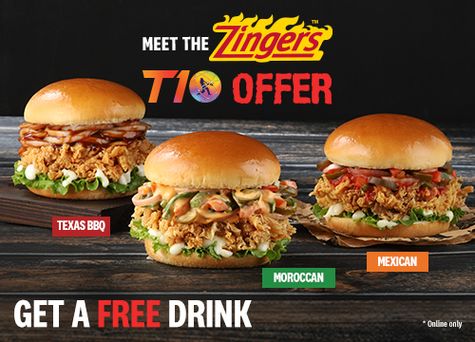 MEET THE Zingers™
T10 OFFER
TEXAS BBQ
MOROCCAN
MEXICAN
GET A FREE DRINK
* Online only